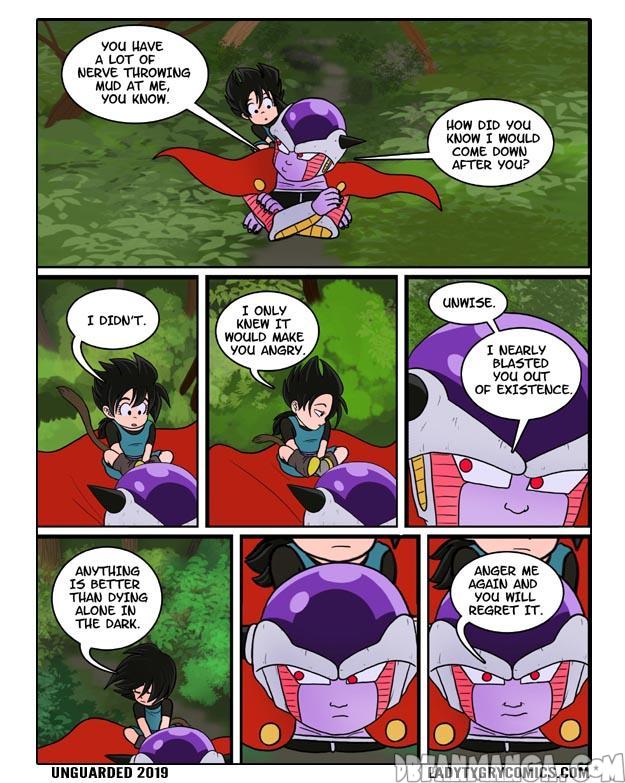 YOU HAVE
A LOT OF
NERVE THROWING
MUD AT ME,
YOU KNOW.
HOW DID YOU
KNOW I WOULD
COME DOWN
AFTER YOU?
I DIDN'T.
I ONLY
KNEW IT
WOULD MAKE
YOU ANGRY.
UNWISE.
I NEARLY
BLASTED
YOU OUT
OF EXISTENCE.
ANYTHING
IS BETTER
THAN DYING
ALONE IN
THE DARK.
ANGER ME
AGAIN AND
YOU WILL
REGRET IT.
UNGUARDED 2019
LADYTYGRYCOMICS.COM
DBFANMANGA.COM